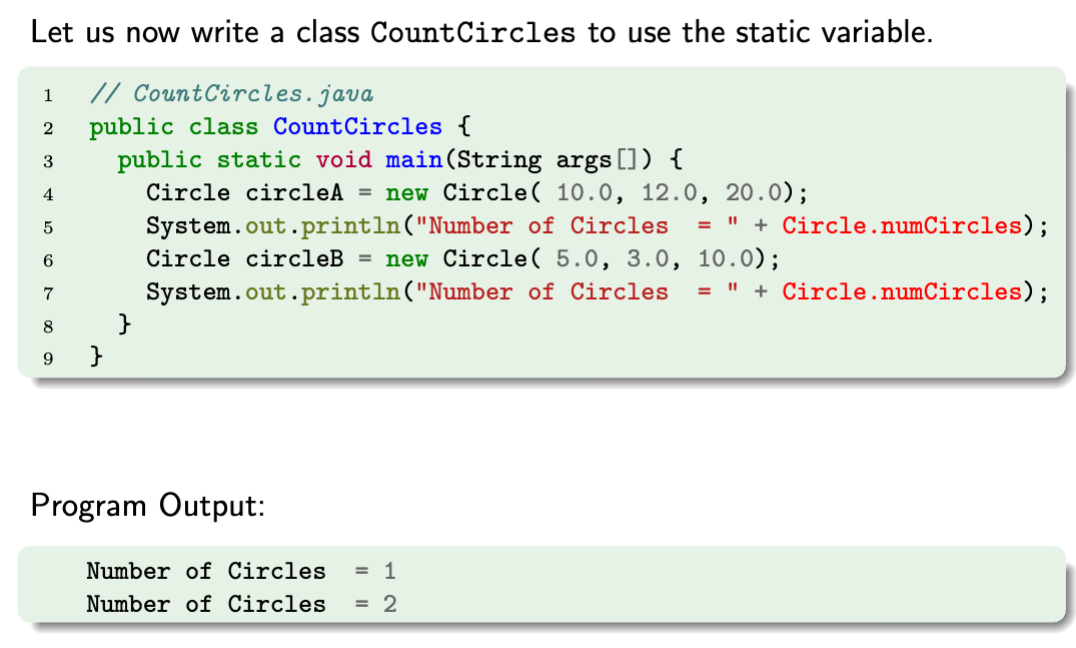 Let us now write a class CountCircles to use the static variable.
1 // CountCircles.java
2 public class CountCircles {
3   public static void main(String args[]) {
4     Circle circleA = new Circle( 10.0, 12.0, 20.0);
5     System.out.println("Number of Circles  = " + Circle.numCircles);
6     Circle circleB = new Circle( 5.0, 3.0, 10.0);
7     System.out.println("Number of Circles  = " + Circle.numCircles);
8   }
9 }
Program Output:
Number of Circles  = 1
Number of Circles  = 2